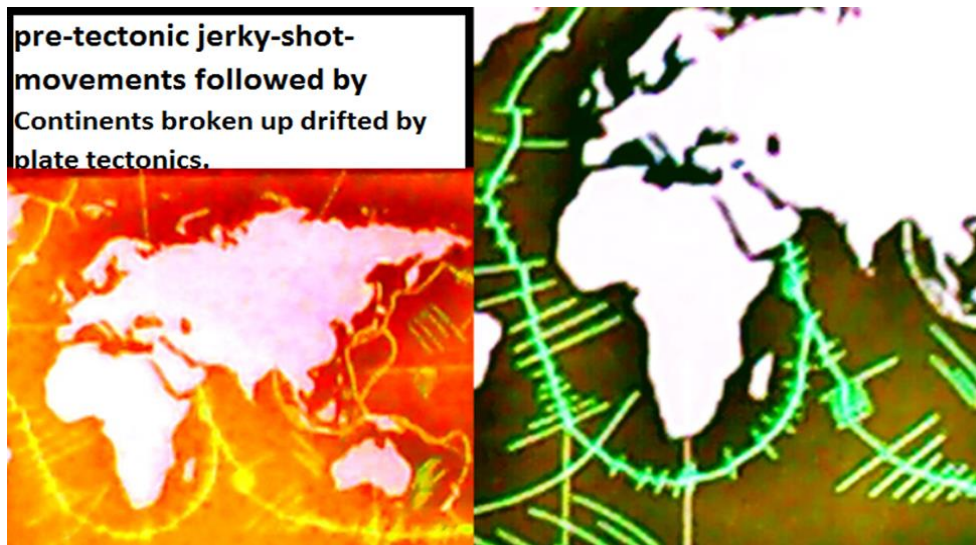 pre-tectonic jerky-shot-
movements followed by
Continents broken up drifted by
plate tectonics.